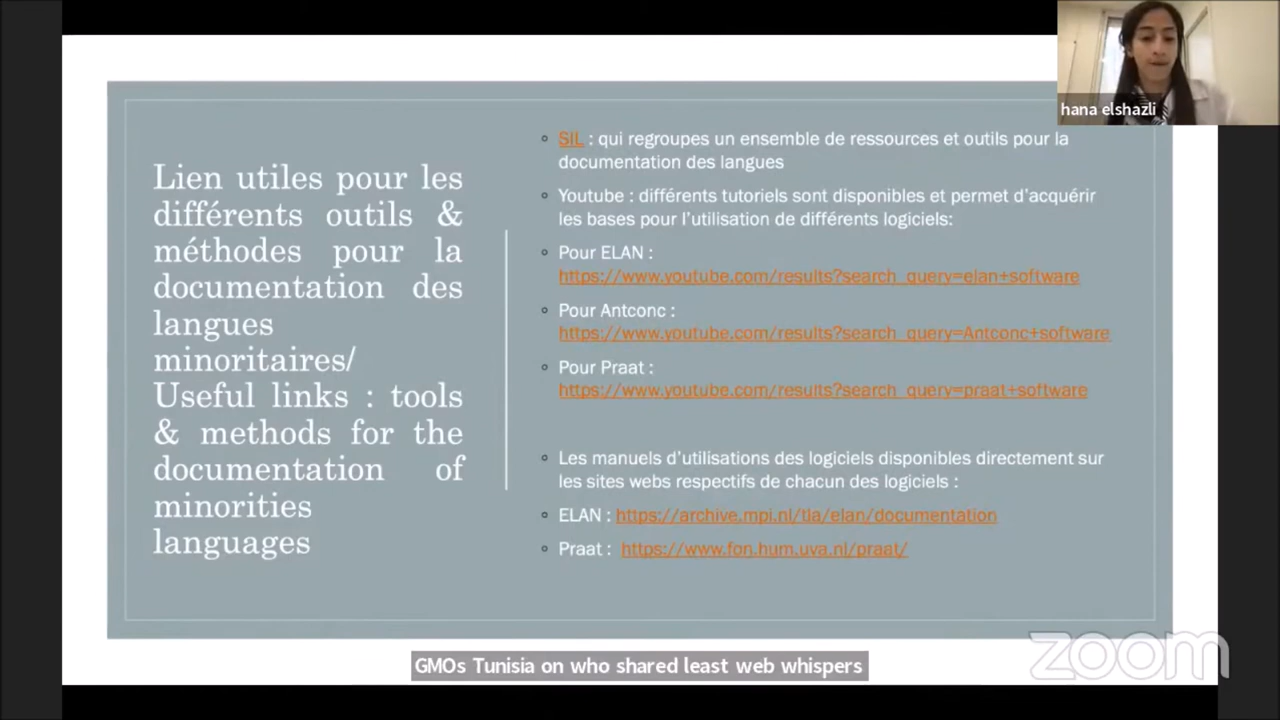 hana elshazli
Lien utiles pour les
différents outils &
méthodes pour la
documentation des
langues
minoritaires/
Useful links : tools
& methods for the
documentation of
minorities
languages
SIL : qui regroupes un ensemble de ressources et outils pour la
documentation des langues
Youtube : différents tutoriels sont disponibles et permet d'acquérir
les bases pour l'utilisation de différents logiciels:
Pour ELAN :
https://www.youtube.com/results?search_query=elan+software
Pour Antconc :
https://www.youtube.com/results?search_query=Antconc+software
Pour Praat :
https://www.youtube.com/results?search_query=praat+software
Les manuels d'utilisations des logiciels disponibles directement sur
les sites webs respectifs de chacun des logiciels :
ELAN : https://archive.mpi.nl/tla/elan/documentation
Praat : https://www.fon.hum.uva.nl/praat/
GMOs Tunisia on who shared least web whispers
zoom